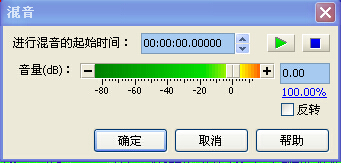 混音
进行混音的起始时间： 00:00:00.00000
音量(dB)： 0.00
-80 -60 -40 -20 0
100.00%
反转
确定 取消 帮助